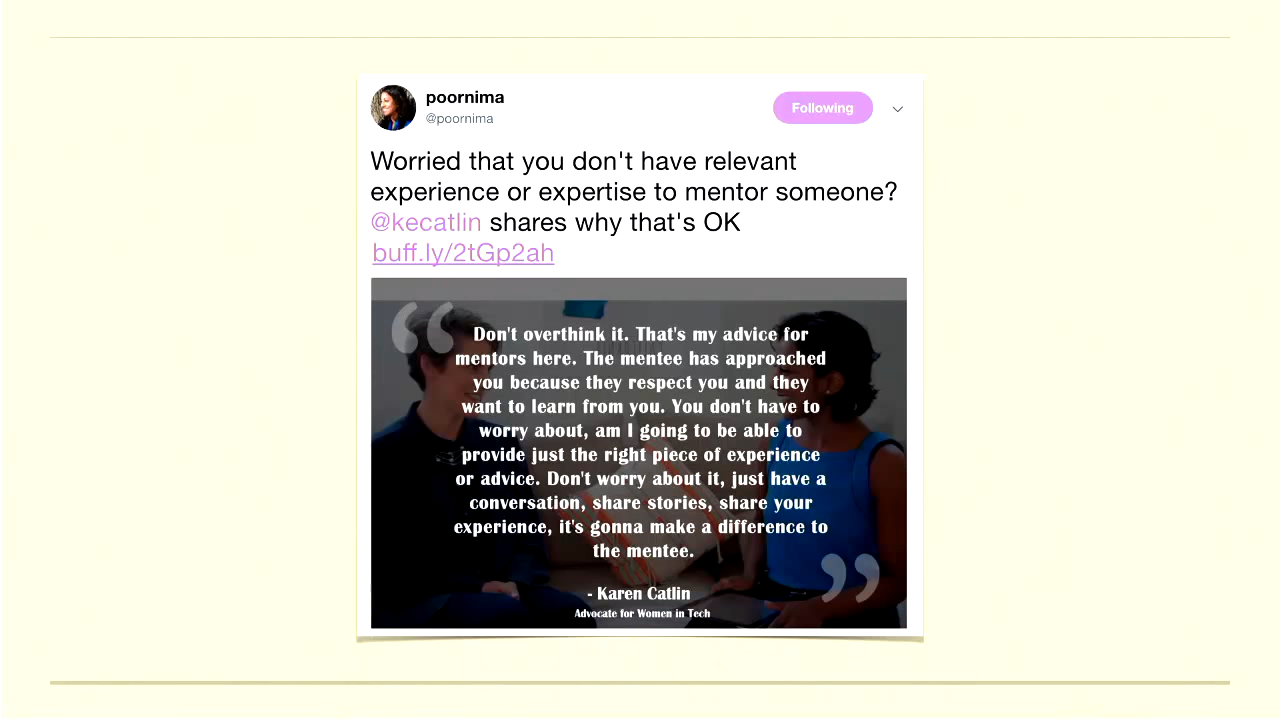 poornima
@poornima
Following
Worried that you don't have relevant
experience or expertise to mentor someone?
@kecatlin shares why that's OK
buff.ly/2tGp2ah
“
Don't overthink it. That's my advice for
mentors here. The mentee has approached
you because they respect you and they
want to learn from you. You don't have to
worry about, am I going to be able to
provide just the right piece of experience
or advice. Don't worry about it, just have a
conversation, share stories, share your
experience, it's gonna make a difference to
the mentee.
”
- Karen Catlin
Advocate for Women in Tech